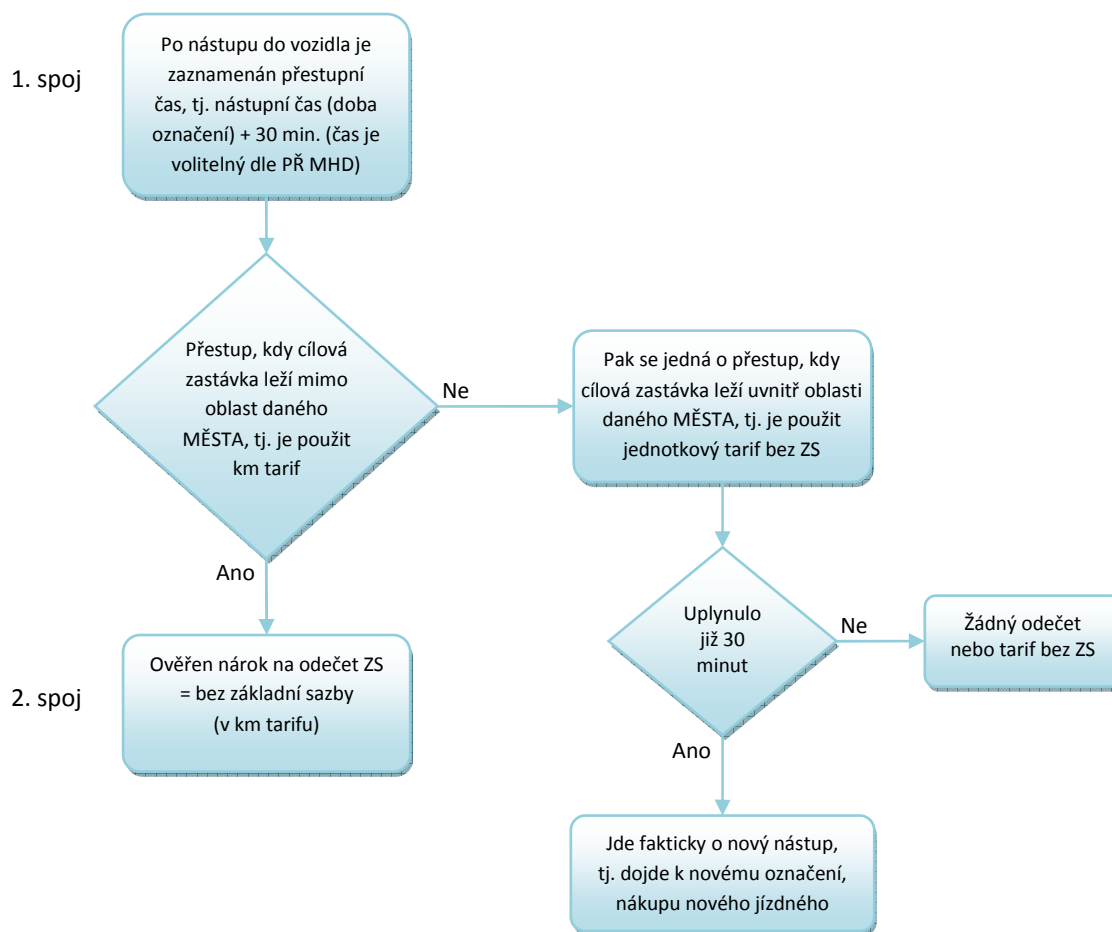 1. spoj
Po nástupu do vozidla je
zaznamenán přestupní
čas, tj. nástupní čas (doba
označení) + 30 min. (čas je
volitelný dle PŘ MHD)
Přestup, kdy cílová
zastávka leží mimo
oblast daného
MĚSTA, tj. je použit
km tarif
Ne
Pak se jedná o přestup, kdy
cílová zastávka leží uvnitř oblasti
daného MĚSTA, tj. je použit
jednotkový tarif bez ZS
Ano
Uplynulo
již 30
minut
Ne
Žádný odečet
nebo tarif bez ZS
2. spoj
Ověřen nárok na odečet ZS
= bez základní sazby
(v km tarifu)
Ano
Jde fakticky o nový nástup,
tj. dojde k novému označení,
nákupu nového jízdného